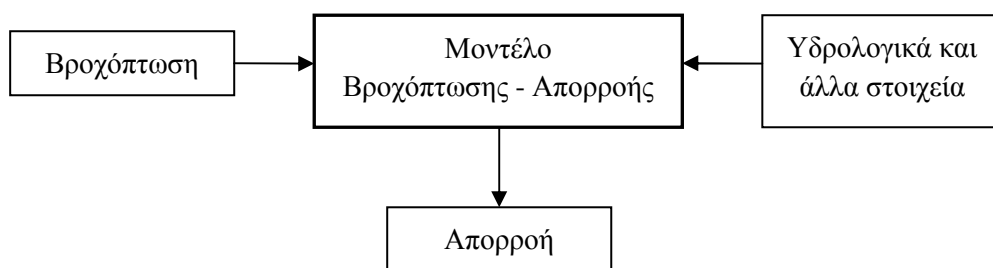 Βροχόπτωση
Μοντέλο
Βροχόπτωσης - Απορροής
Υδρολογικά και
άλλα στοιχεία
Απορροή